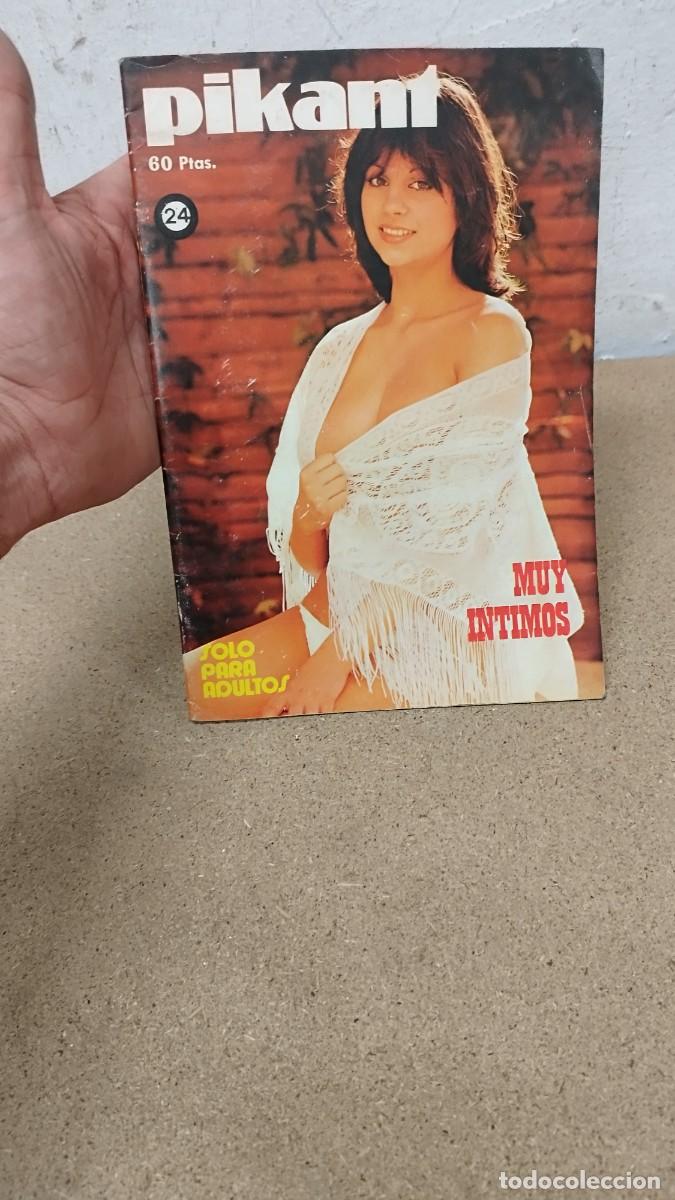 pikant
60 Ptas.
24
MUY
INTIMOS
SOLO
PARA
ADULTOS
todocoleccion